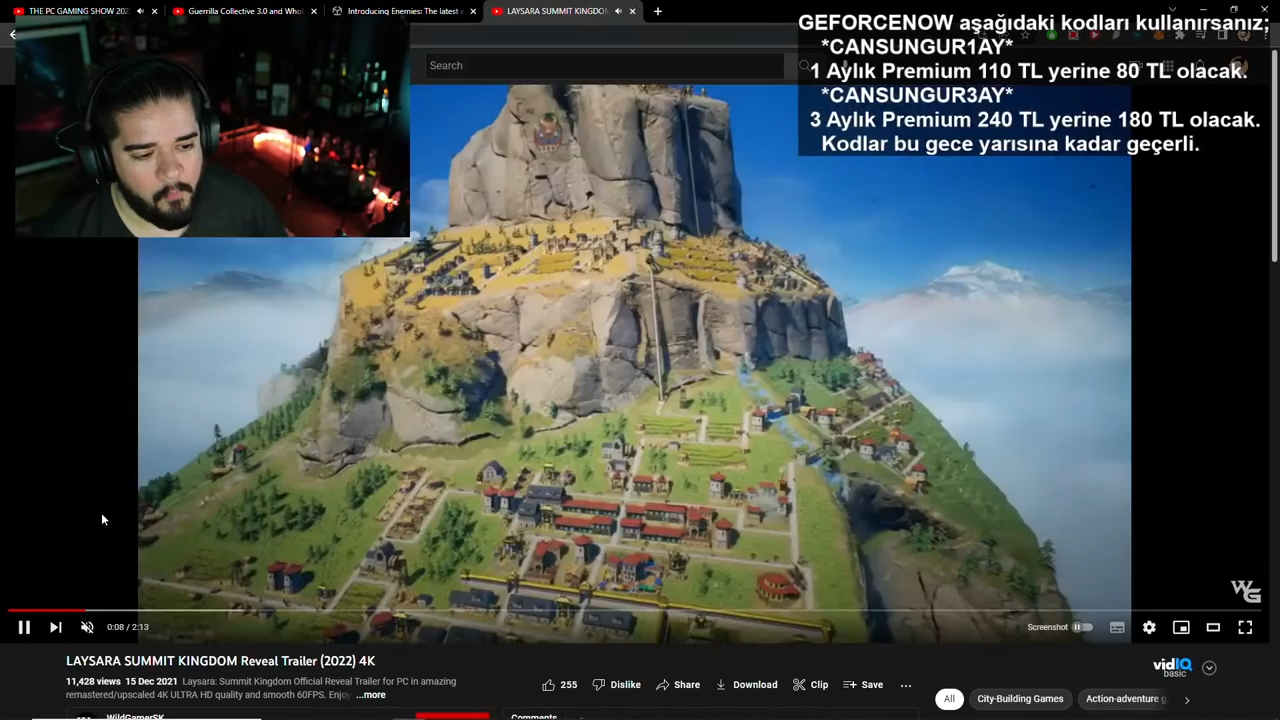 THE PC GAMING SHOW 202
Guerrilla Collective 3.0 and Whol
Introducing Enemies: The latest e
LAYSARA SUMMIT KINGDOM
GEFORCENOW aşağıdaki kodları kullanırsanız;
*CANSUNGUR1AY*
1 Aylık Premium 110 TL yerine 80 TL olacak.
*CANSUNGUR3AY*
3 Aylık Premium 240 TL yerine 180 TL olacak.
Kodlar bu gece yarısına kadar geçerli.
Search
WG
0:08 / 2:13
Screenshot
LAYSARA SUMMIT KINGDOM Reveal Trailer (2022) 4K
11,428 views 15 Dec 2021 Laysara: Summit Kingdom Official Reveal Trailer for PC in amazing
remastered/upscaled 4K ULTRA HD quality and smooth 60FPS. Enjoy ...more
255 Dislike Share Download Clip Save
vidIQ
basic
All City-Building Games Action-adventure g
WildGamerSK
Comments